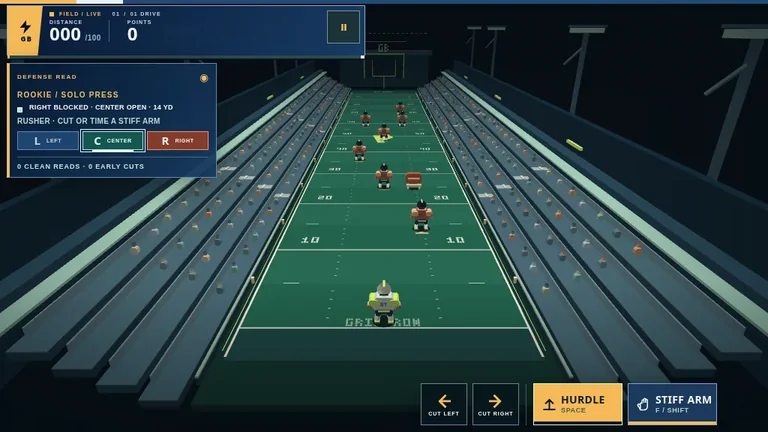 GB
FIELD / LIVE 01 / 01 DRIVE
DISTANCE POINTS
000 /100 0
GB
DEFENSE READ
ROOKIE / SOLO PRESS
RIGHT BLOCKED · CENTER OPEN · 14 YD
RUSHER · CUT OR TIME A STIFF ARM
L LEFT C CENTER R RIGHT
0 CLEAN READS · 0 EARLY CUTS
20 20
10 10
CUT LEFT
CUT RIGHT
HURDLE
SPACE
STIFF ARM
F / SHIFT